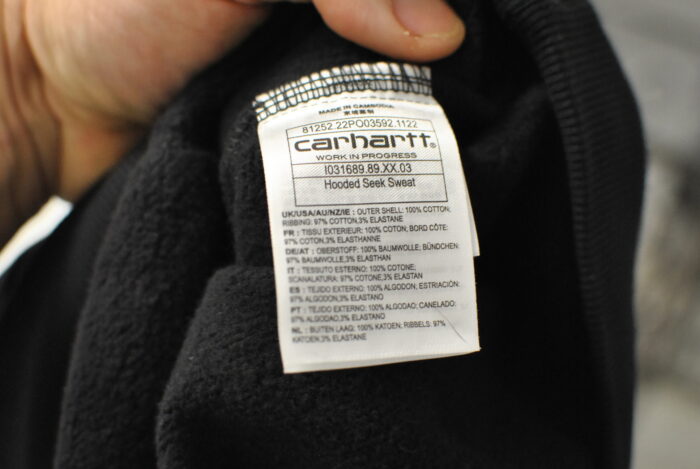 MADE IN CAMBODIA
81252.22PO03592.1122
carhartt®
WORK IN PROGRESS
I031689.89.XX.03
Hooded Seek Sweat
UK/USA/AU/NZ/IE : OUTER SHELL: 100% COTTON;
RIBBING: 97% COTTON,3% ELASTANE
FR : TISSU EXTERIEUR: 100% COTON; BORD CÔTE:
97% COTON,3% ELASTHANNE
DE/AT : OBERSTOFF: 100% BAUMWOLLE; BÜNDCHEN:
97% BAUMWOLLE,3% ELASTHAN
IT : TESSUTO ESTERNO: 100% COTONE;
SCANALATURA: 97% COTONE,3% ELASTAN
ES : TEJIDO EXTERNO: 100% ALGODON; ESTRIACIÓN:
97% ALGODON,3% ELASTANO
PT : TEJIDO EXTERNO: 100% ALGODAO; CANELADO:
97% ALGODAO,3% ELASTANO
NL : BUITEN LAAG: 100% KATOEN; RIBBELS: 97%
KATOEN,3% ELASTAN